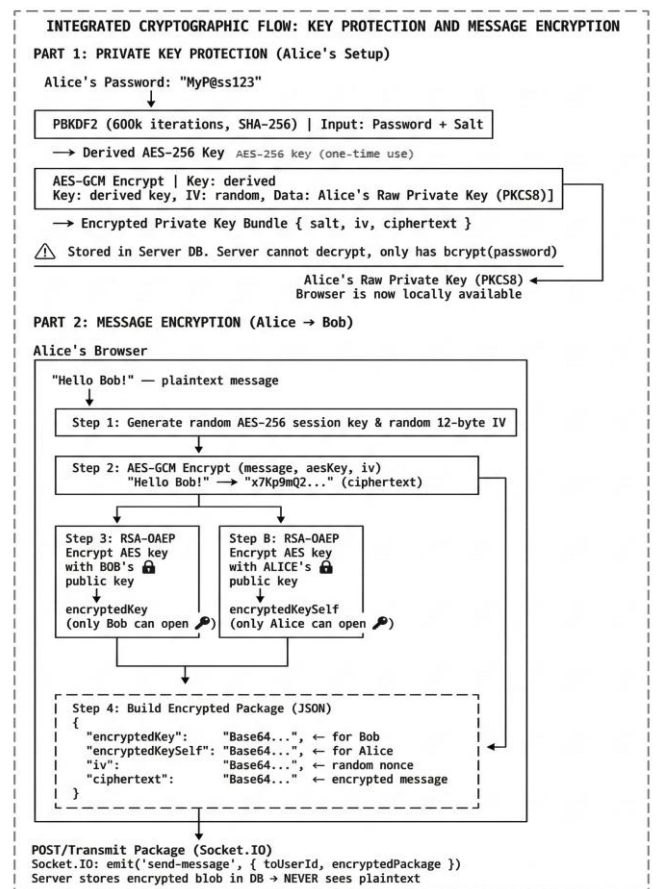 INTEGRATED CRYPTOGRAPHIC FLOW: KEY PROTECTION AND MESSAGE ENCRYPTION
PART 1: PRIVATE KEY PROTECTION (Alice's Setup)
Alice's Password: "MyP@ss123"
PBKDF2 (600k iterations, SHA-256) | Input: Password + Salt
→ Derived AES-256 Key AES-256 key (one-time use)
AES-GCM Encrypt | Key: derived
Key: derived key, IV: random, Data: Alice's Raw Private Key (PKCS8)]
→ Encrypted Private Key Bundle { salt, iv, ciphertext }
⚠ Stored in Server DB. Server cannot decrypt, only has bcrypt(password)
Alice's Raw Private Key (PKCS8)
Browser is now locally available
PART 2: MESSAGE ENCRYPTION (Alice → Bob)
Alice's Browser
"Hello Bob!" — plaintext message
Step 1: Generate random AES-256 session key & random 12-byte IV
Step 2: AES-GCM Encrypt (message, aesKey, iv)
"Hello Bob!" → "x7Kp9mQ2..." (ciphertext)
Step 3: RSA-OAEP
Encrypt AES key
with BOB's 🔒
public key
encryptedKey
(only Bob can open 🔑)
Step B: RSA-OAEP
Encrypt AES key
with ALICE's 🔒
public key
encryptedKeySelf
(only Alice can open 🔑)
Step 4: Build Encrypted Package (JSON)
{
"encryptedKey": "Base64...", ← for Bob
"encryptedKeySelf": "Base64...", ← for Alice
"iv": "Base64...", ← random nonce
"ciphertext": "Base64..." ← encrypted message
}
POST/Transmit Package (Socket.IO)
Socket.IO: emit('send-message', { toUserId, encryptedPackage })
Server stores encrypted blob in DB → NEVER sees plaintext